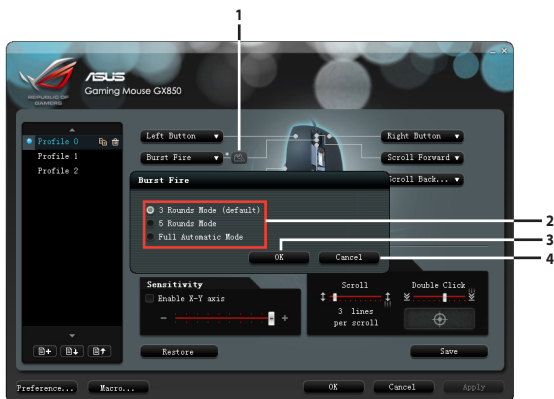 1
ASUS
Gaming Mouse GX850
REPUBLIC OF
GAMERS
Profile 0
Profile 1
Profile 2
Left Button
Right Button
Burst Fire
Scroll Forward
Scroll Back...
Burst Fire
3 Rounds Mode (default)
5 Rounds Mode
Full Automatic Mode
2
OK
3
Cancel
4
Sensitivity
Enable X-Y axis
Scroll
3 lines
per scroll
Double Click
Restore
Save
Preference...
Macro...
OK
Cancel
Apply